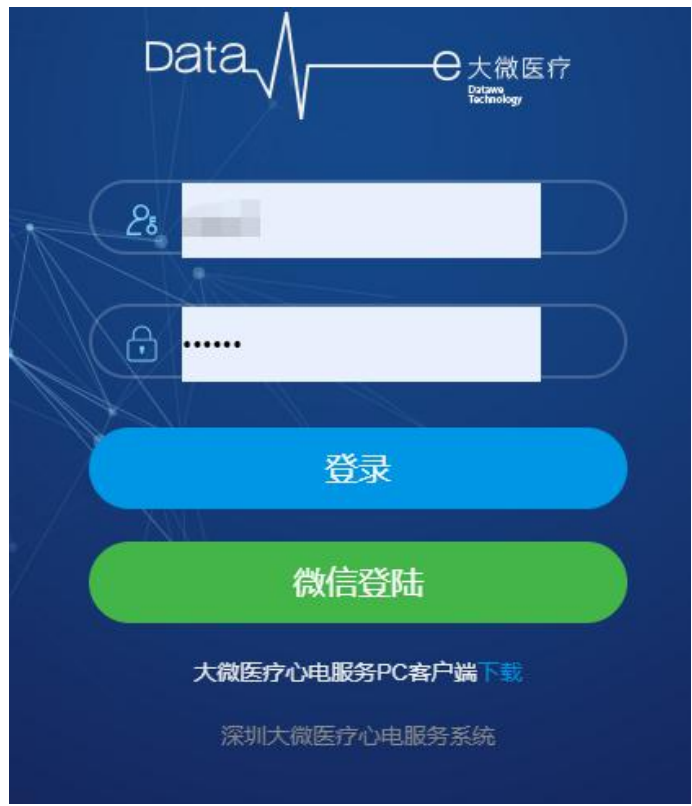 Data e 大微医疗
Datawe
Technology
••••••
登录
微信登陆
大微医疗心电服务PC客户端下载
深圳大微医疗心电服务系统